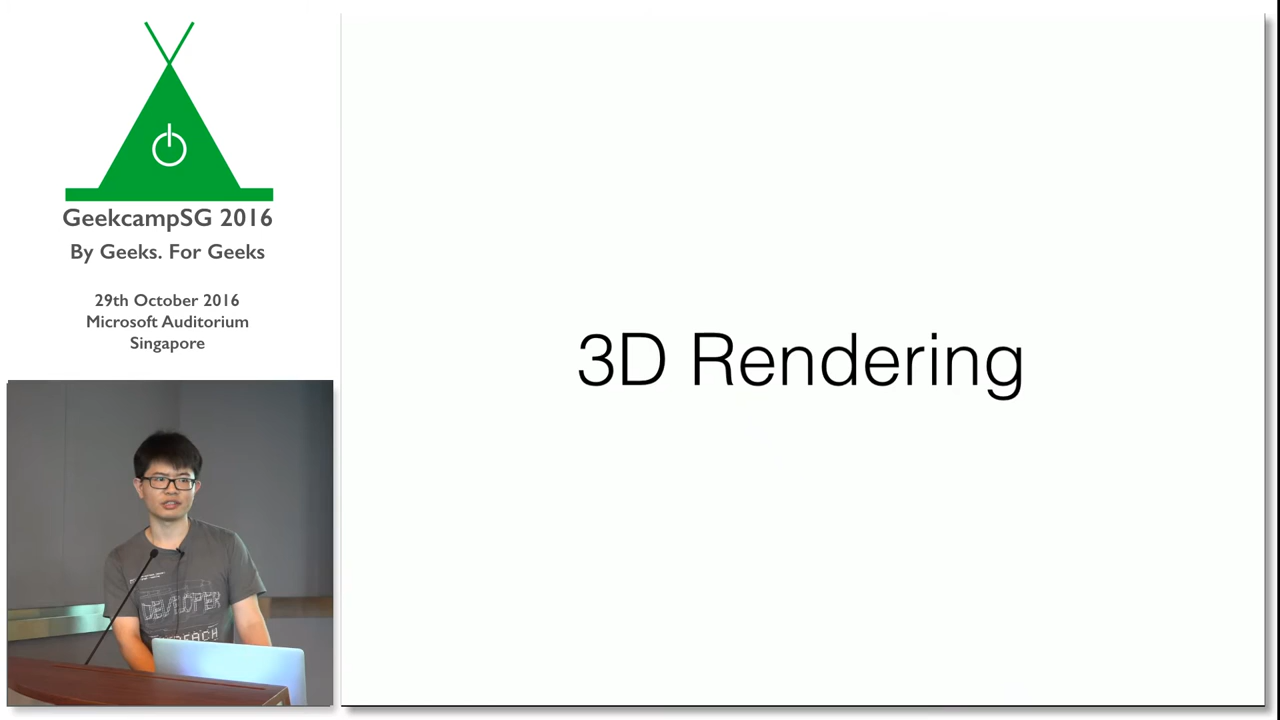 GeekcampSG 2016
By Geeks. For Geeks
29th October 2016
Microsoft Auditorium
Singapore
3D Rendering
DEVELOPER